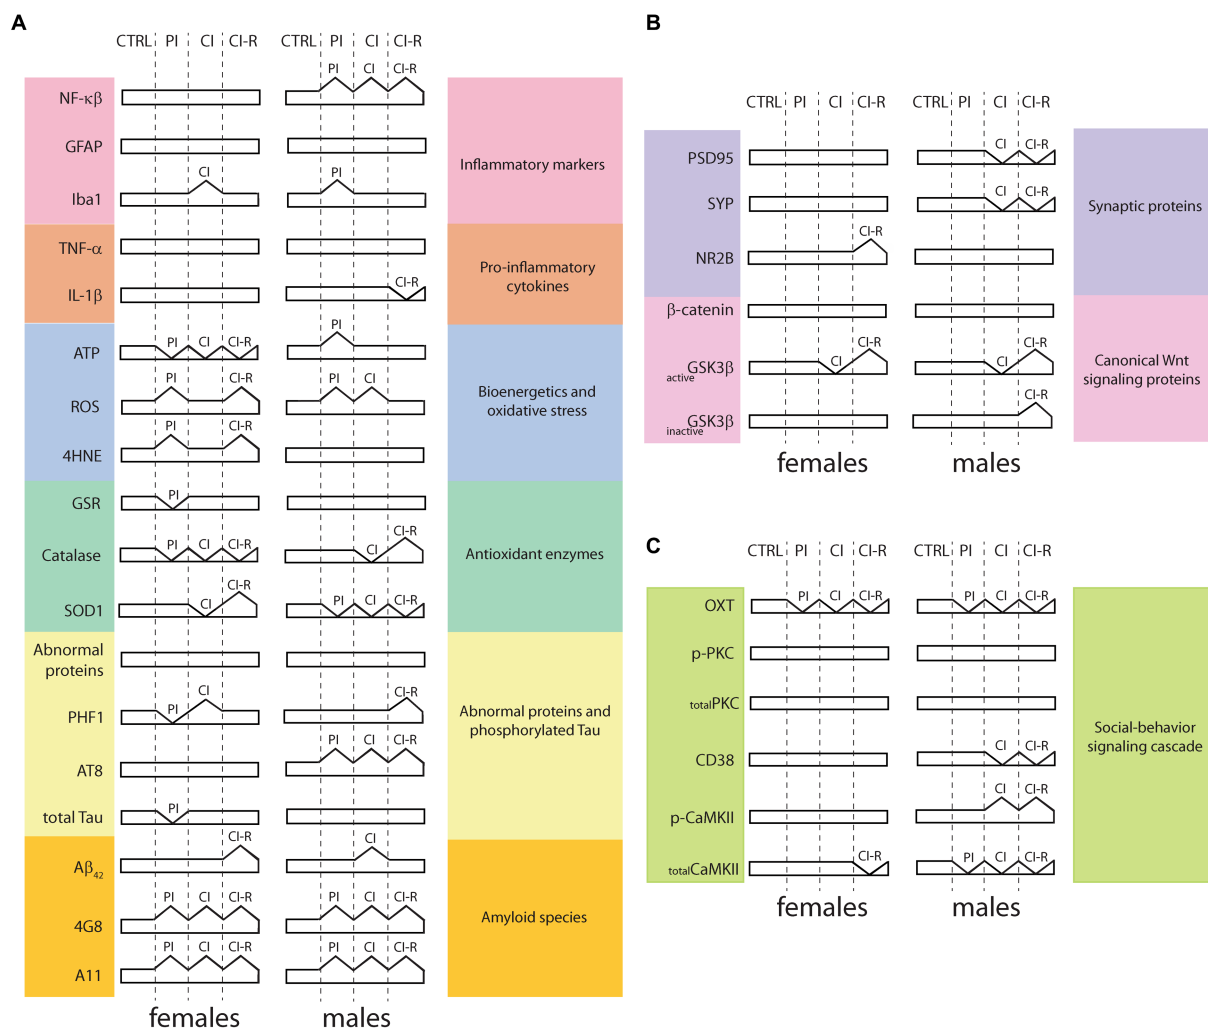 A
CTRL PI CI CI-R CTRL PI CI CI-R
NF-κβ PI CI CI-R
GFAP
Inflammatory markers
Iba1 CI PI
TNF-α
Pro-inflammatory
cytokines
IL-1β CI-R
ATP PI CI CI-R PI
Bioenergetics and
oxidative stress
ROS PI CI-R PI CI
4HNE PI CI-R
GSR PI
Catalase PI CI CI-R CI CI-R
Antioxidant enzymes
SOD1 CI CI-R PI CI CI-R
Abnormal
proteins
PHF1 PI CI CI-R
Abnormal proteins and
phosphorylated Tau
AT8 PI CI CI-R
total Tau PI
Aβ42 CI-R CI
4G8 PI CI CI-R PI CI CI-R
Amyloid species
A11 PI CI CI-R PI CI CI-R
females males
B
CTRL PI CI CI-R CTRL PI CI CI-R
PSD95 CI CI-R
SYP CI CI-R
Synaptic proteins
NR2B CI-R
β-catenin
activeGSK3β CI CI-R CI CI-R
Canonical Wnt
signaling proteins
inactiveGSK3β CI-R
females males
C
CTRL PI CI CI-R CTRL PI CI CI-R
OXT PI CI CI-R PI CI CI-R
p-PKC
totalPKC
Social-behavior
signaling cascade
CD38 CI CI-R
p-CaMKII CI CI-R
totalCaMKII CI-R PI CI CI-R
females males